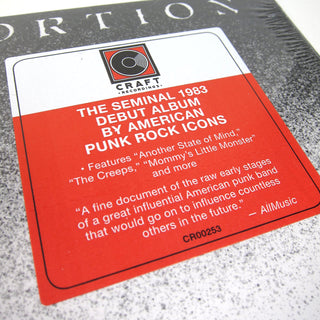 ORTION
CRAFT
• RECORDINGS •
THE SEMINAL 1983
DEBUT ALBUM
BY AMERICAN
PUNK ROCK ICONS
• Features “Another State of Mind,”
“The Creeps,” “Mommy’s Little Monster”
and more
“A fine document of the raw early stages
of a great influential American punk band
that would go on to influence countless
others in the future.” — AllMusic
CR00253